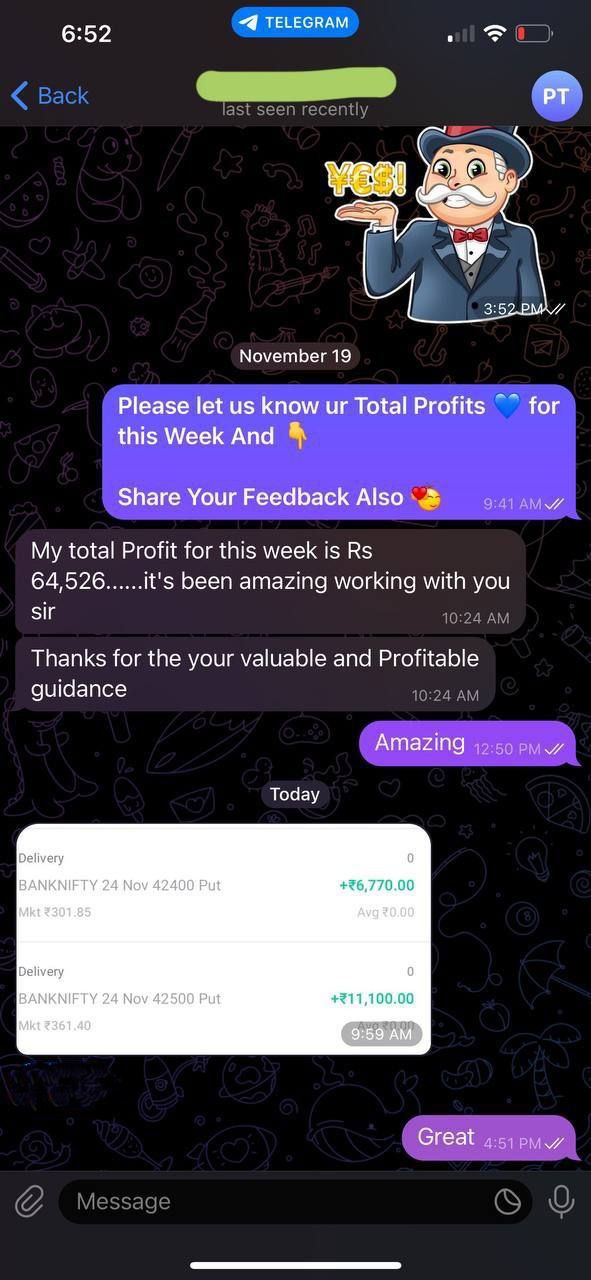 6:52
TELEGRAM
Back
last seen recently
PT
¥€$!
3:52 PM
November 19
Please let us know ur Total Profits 💙 for
this Week And 👇
Share Your Feedback Also 🥰
9:41 AM
My total Profit for this week is Rs
64,526......it's been amazing working with you
sir
10:24 AM
Thanks for the your valuable and Profitable
guidance
10:24 AM
Amazing
12:50 PM
Today
Delivery 0
BANKNIFTY 24 Nov 42400 Put +₹6,770.00
Mkt ₹301.85 Avg ₹0.00
Delivery 0
BANKNIFTY 24 Nov 42500 Put +₹11,100.00
Mkt ₹361.40 Avg ₹0.00
9:59 AM
Great
4:51 PM
Message